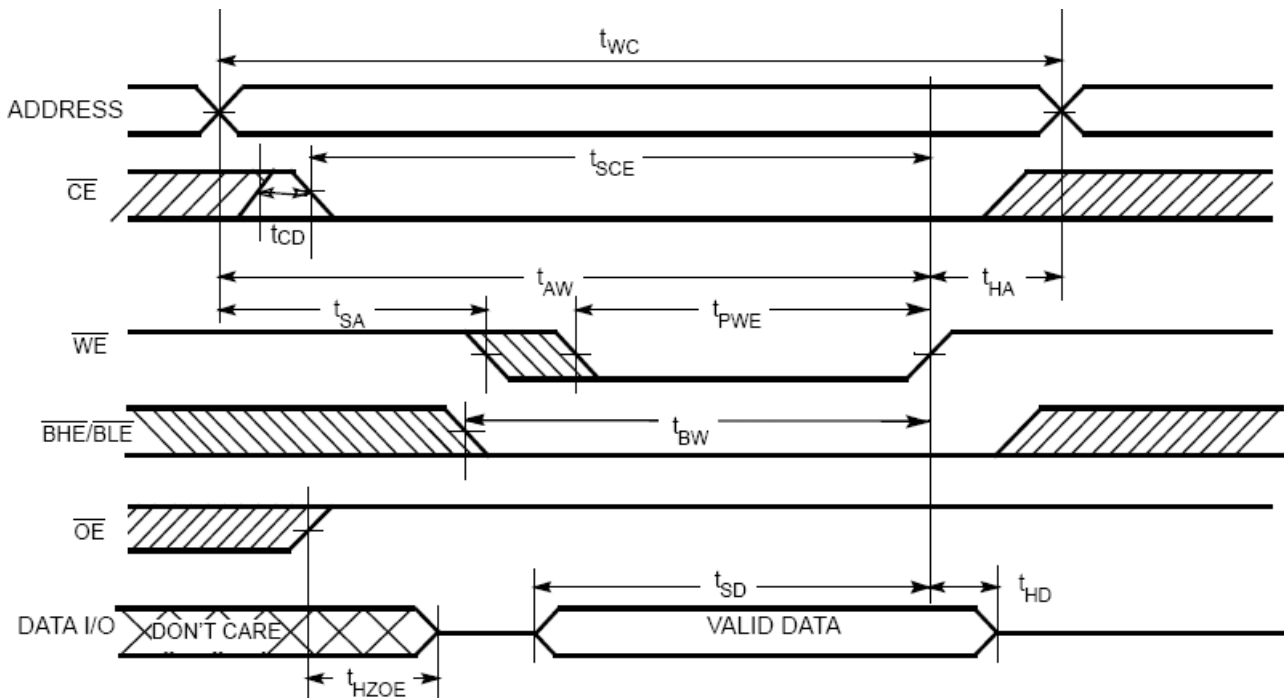 tWC
ADDRESS
tSCE
CE
tCD
tAW
tHA
tSA
tPWE
WE
BHE/BLE
tBW
OE
tSD
tHD
DATA I/O
DON'T CARE
VALID DATA
tHZOE